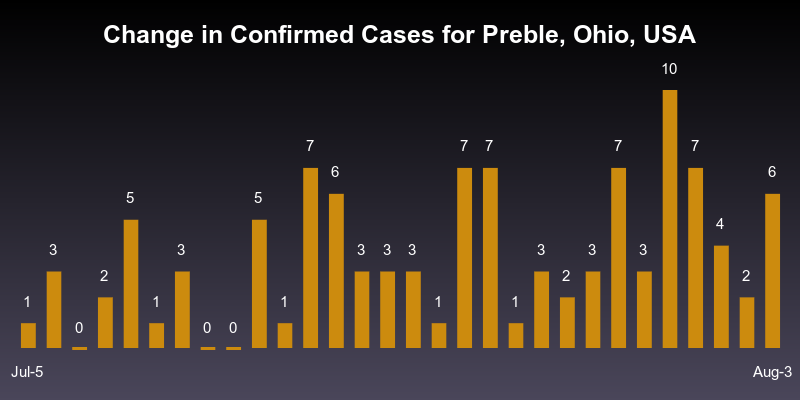 Change in Confirmed Cases for Preble, Ohio, USA
1 3 0 2 5 1 3 0 0 5 1 7 6 3 3 3 1 7 7 1 3 2 3 7 3 10 7 4 2 6
Jul-5 Aug-3